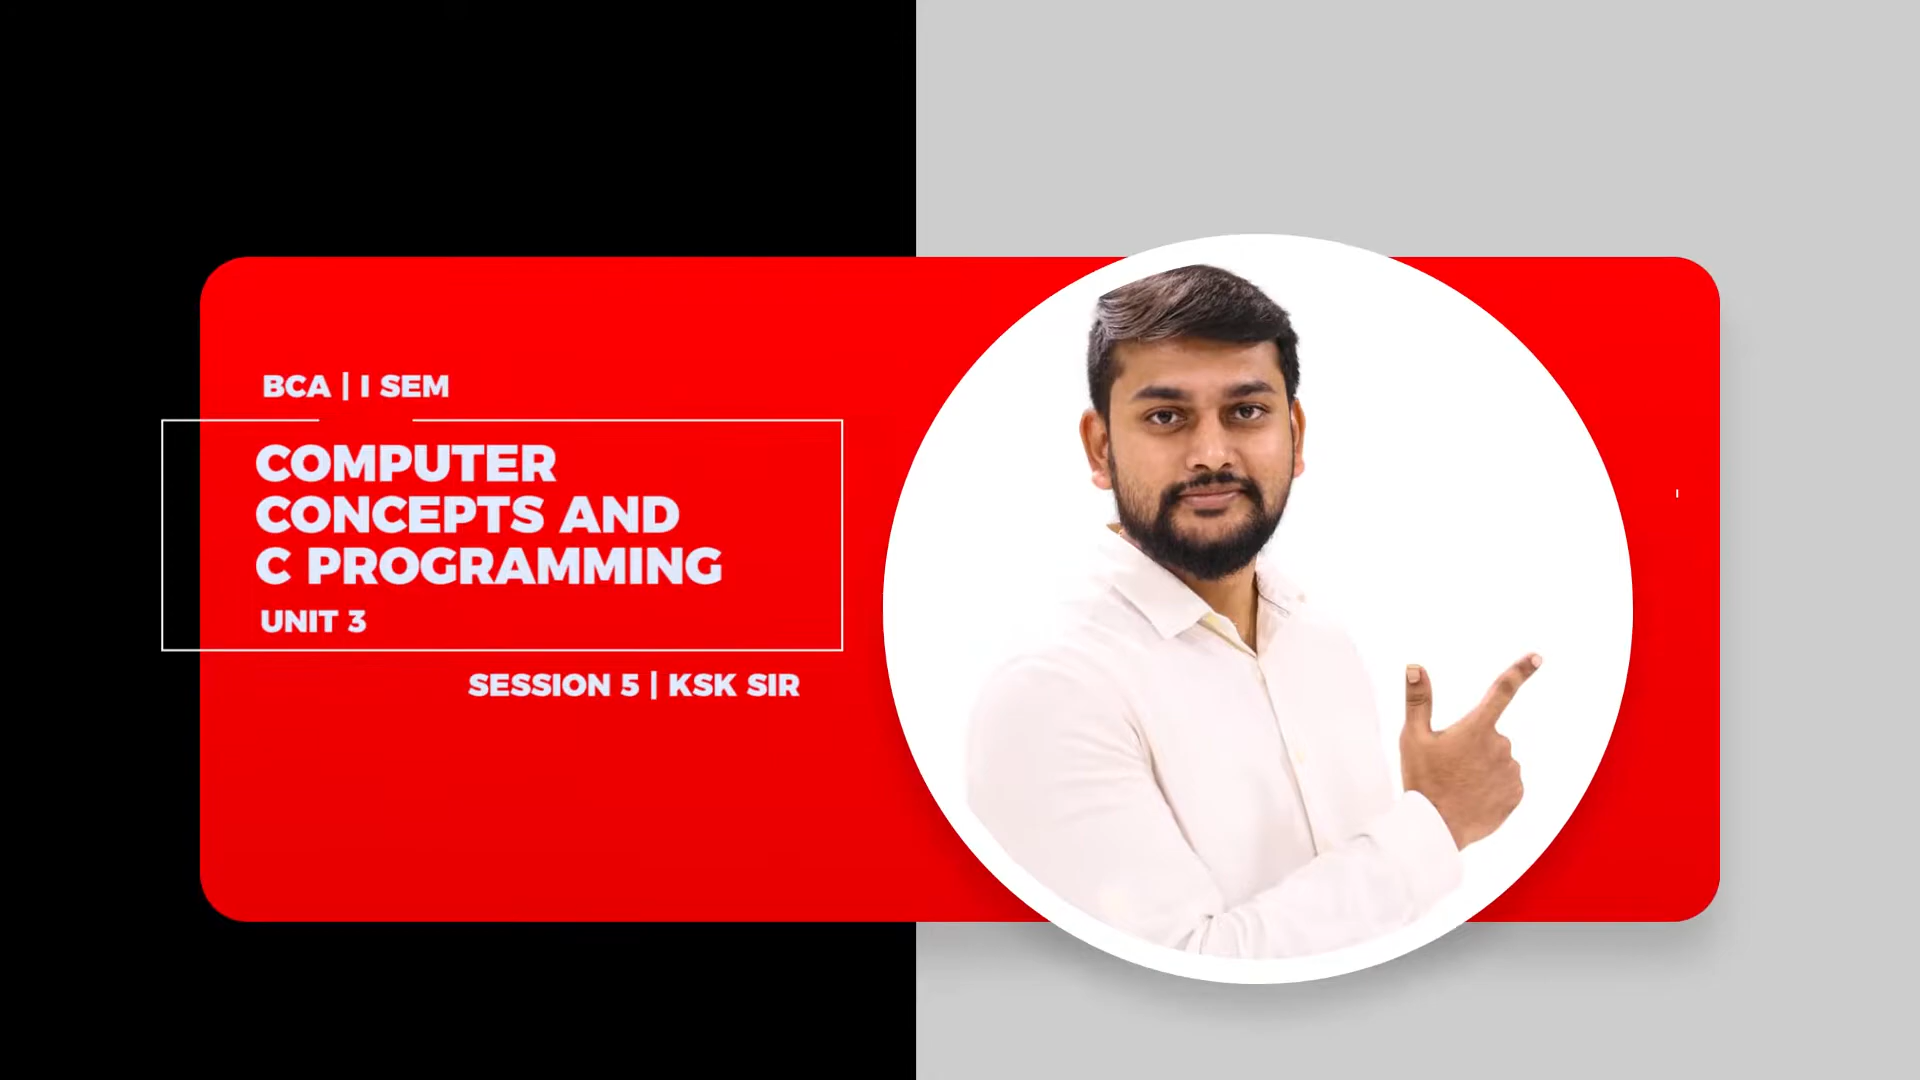 BCA | I SEM
COMPUTER
CONCEPTS AND
C PROGRAMMING
UNIT 3
SESSION 5 | KSK SIR